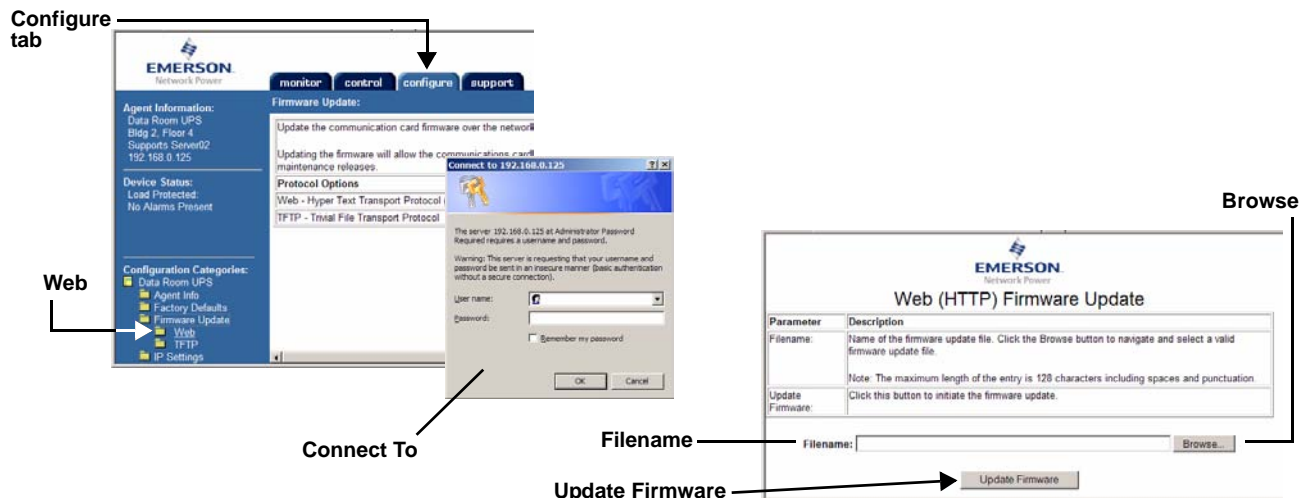 Configure
tab
EMERSON
Network Power
monitor control configure support
Agent Information:
Data Room UPS
Bldg 2, Floor 4
Supports Server02
192.168.0.125
Device Status:
Load Protected:
No Alarms Present
Configuration Categories:
Data Room UPS
Agent Info
Factory Defaults
Firmware Update
Web
TFTP
IP Settings
Web
Firmware Update:
Update the communication card firmware over the network
Updating the firmware will allow the communications card
maintenance releases.
Protocol Options
Web - Hyper Text Transport Protocol
TFTP - Trivial File Transport Protocol
Connect to 192.168.0.125
The server 192.168.0.125 at Administrator Password
Required requires a username and password.
Warning: This server is requesting that your username and
password be sent in an insecure manner (basic authentication
without a secure connection).
User name:
Password:
Remember my password
OK Cancel
Connect To
Browse
EMERSON
Network Power
Web (HTTP) Firmware Update
Parameter Description
Filename: Name of the firmware update file. Click the Browse button to navigate and select a valid
firmware update file.
Note: The maximum length of the entry is 128 characters including spaces and punctuation.
Update
Firmware:
Click this button to initiate the firmware update.
Filename
Filename: Browse...
Update Firmware
Update Firmware